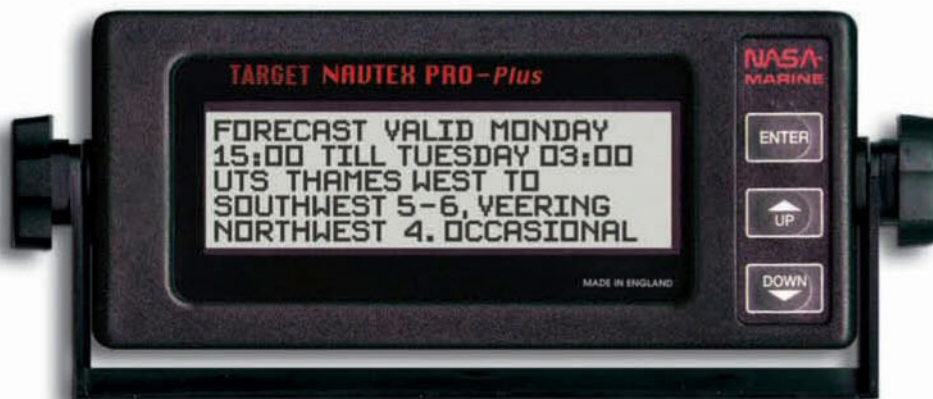 TARGET NAVTEX PRO-Plus
NASA
MARINE
FORECAST VALID MONDAY
15:00 TILL TUESDAY 03:00
UTS THAMES WEST TO
SOUTHWEST 5-6, VEERING
NORTHWEST 4. OCCASIONAL
ENTER
UP
DOWN
MADE IN ENGLAND